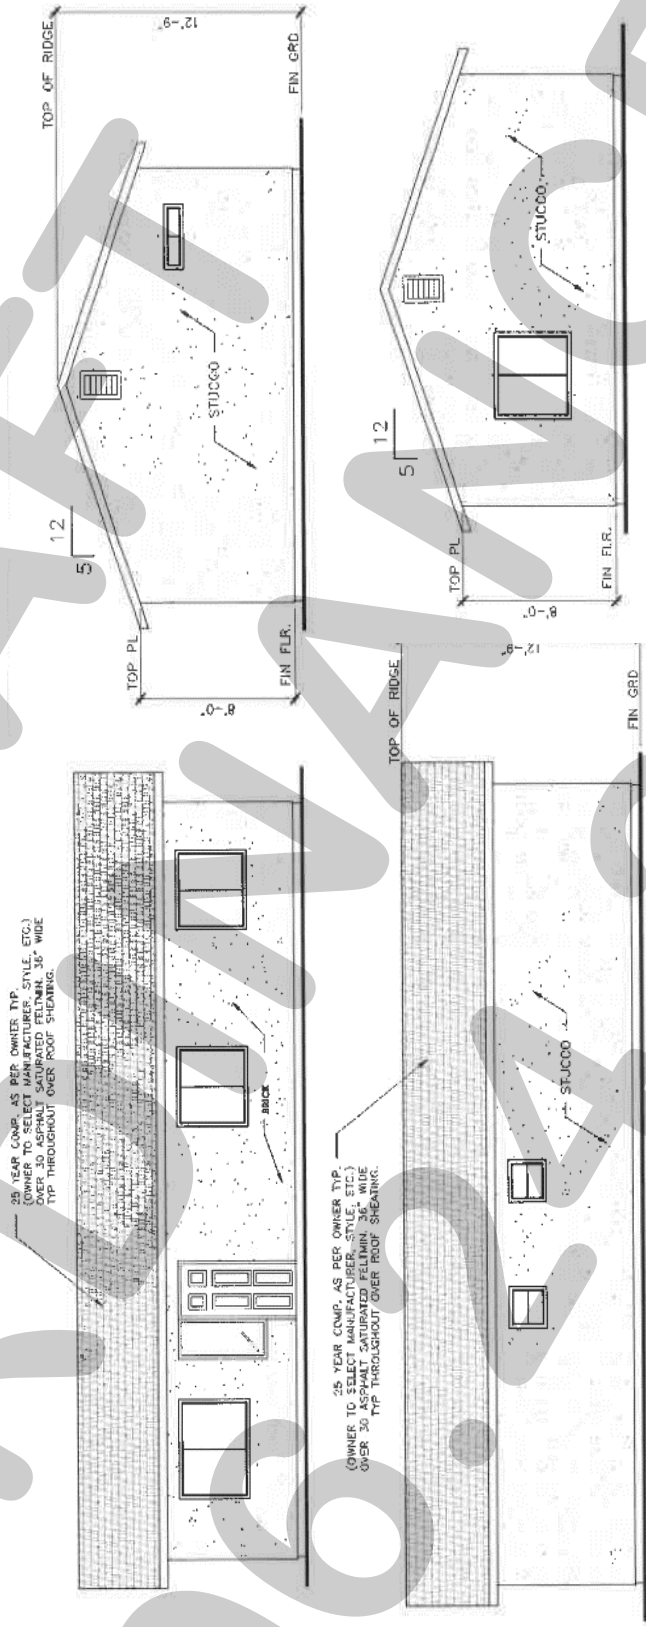 25 YEAR COMP. AS PER OWNER TYP.
(OWNER TO SELECT MANUFACTURER, STYLE, ETC.)
OVER 30 ASPHALT SATURATED FELTMIN. 36" WIDE
TYP THROUGHOUT OVER ROOF SHEATING.
BRICK
TOP OF RIDGE
12'-9"
FIN GRD
12
5
TOP PL
8'-0"
FIN FLR.
STUCCO
25 YEAR COMP. AS PER OWNER TYP.
(OWNER TO SELECT MANUFACTURER, STYLE, ETC.)
OVER 30 ASPHALT SATURATED FELTMIN. 36" WIDE
TYP THROUGHOUT OVER ROOF SHEATING.
STUCCO
TOP OF RIDGE
12'-9"
FIN GRD
12
5
TOP PL
8'-0"
FIN FLR.
STUCCO